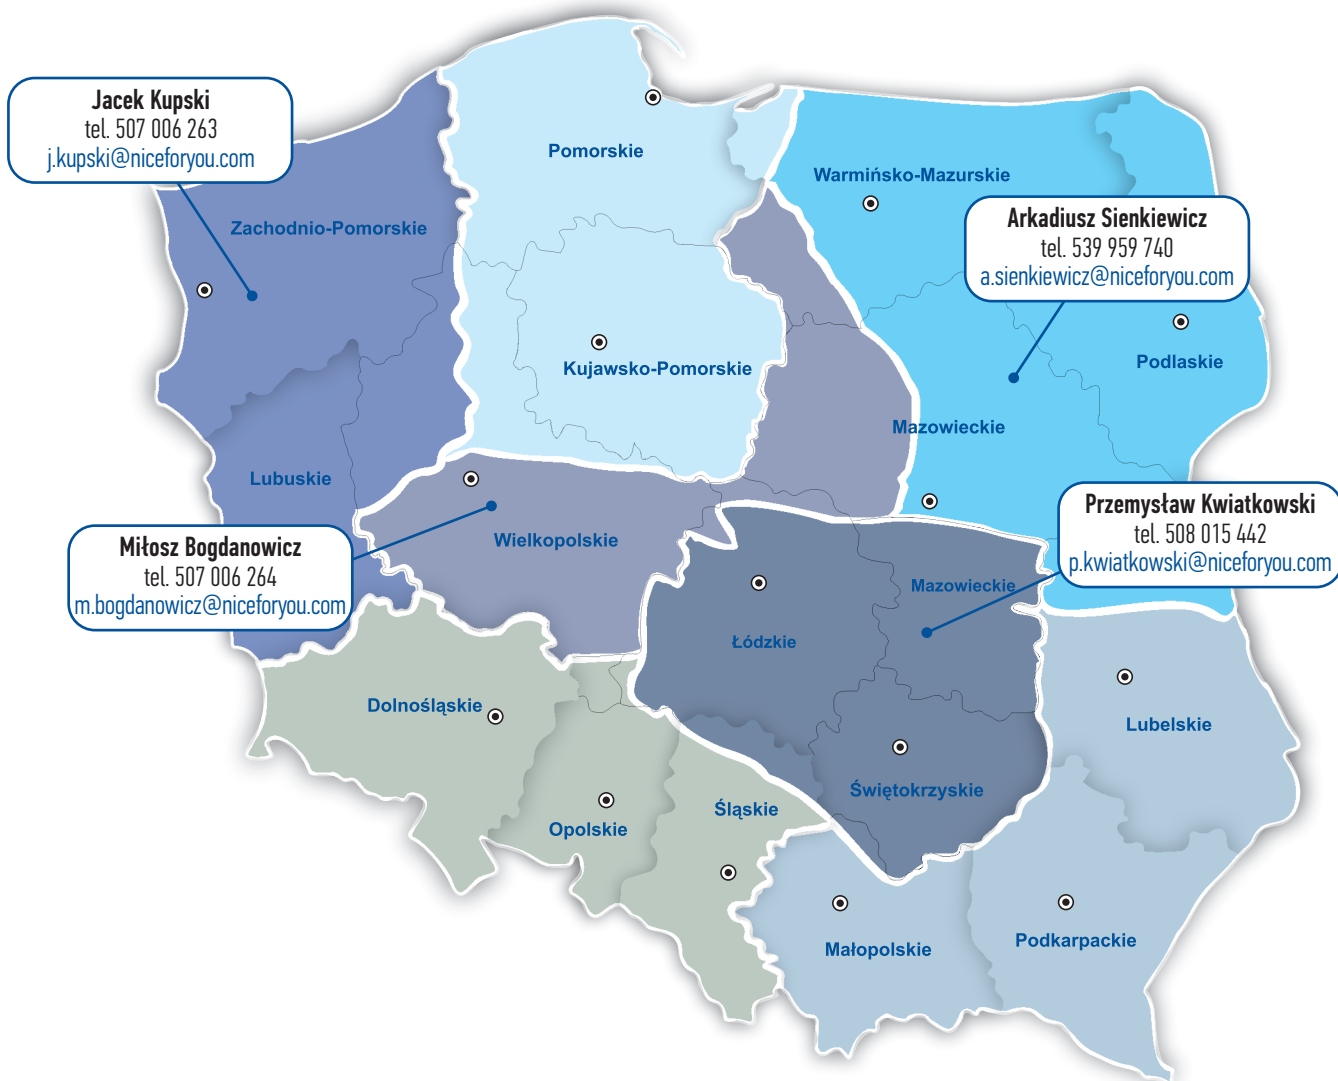 Jacek Kupski
tel. 507 006 263
j.kupski@niceforyou.com
Pomorskie
Warmińsko-Mazurskie
Zachodnio-Pomorskie
Arkadiusz Sienkiewicz
tel. 539 959 740
a.sienkiewicz@niceforyou.com
Kujawsko-Pomorskie
Podlaskie
Mazowieckie
Lubuskie
Przemysław Kwiatkowski
tel. 508 015 442
p.kwiatkowski@niceforyou.com
Miłosz Bogdanowicz
tel. 507 006 264
m.bogdanowicz@niceforyou.com
Wielkopolskie
Mazowieckie
Łódzkie
Dolnośląskie
Lubelskie
Świętokrzyskie
Śląskie
Opolskie
Małopolskie
Podkarpackie